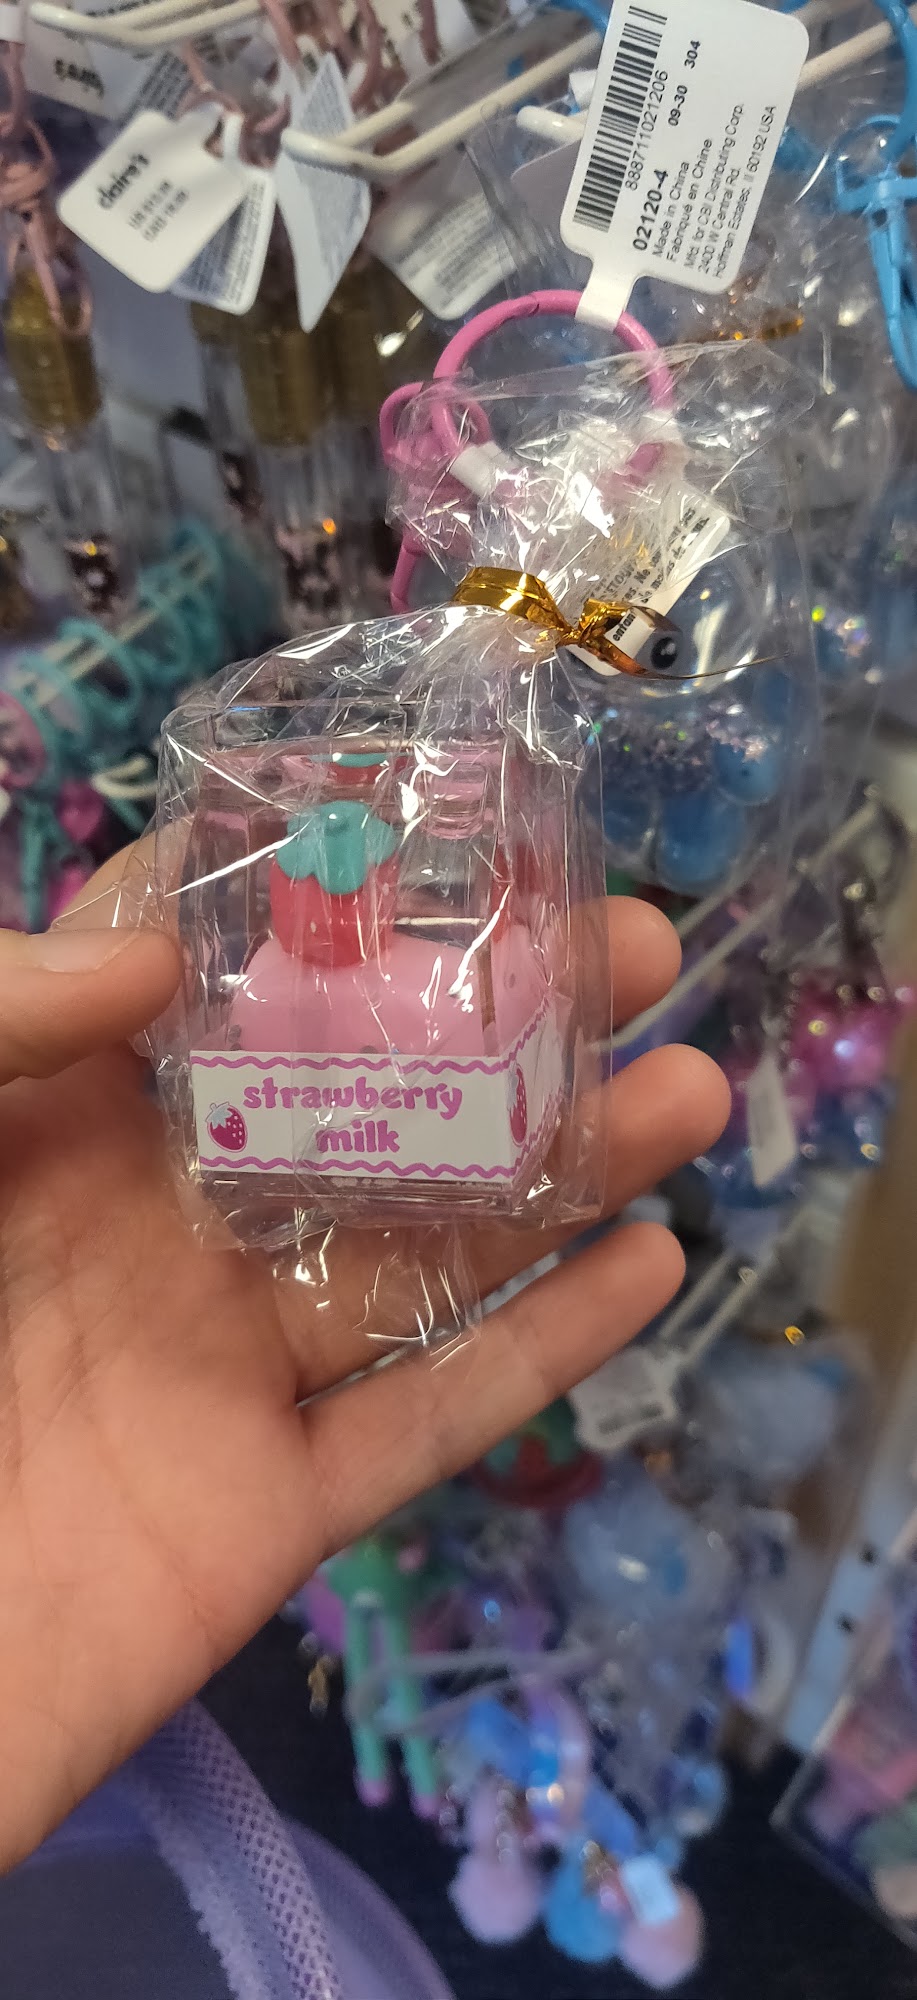 claire's
888711021206
09-30 304
02120-4
Made in China
Fabriqué en Chine
Mfd. for CBI Distributing Corp.
2400 W Central Rd.
Hoffman Estates, Il 60192 USA
enfant
strawberry
milk